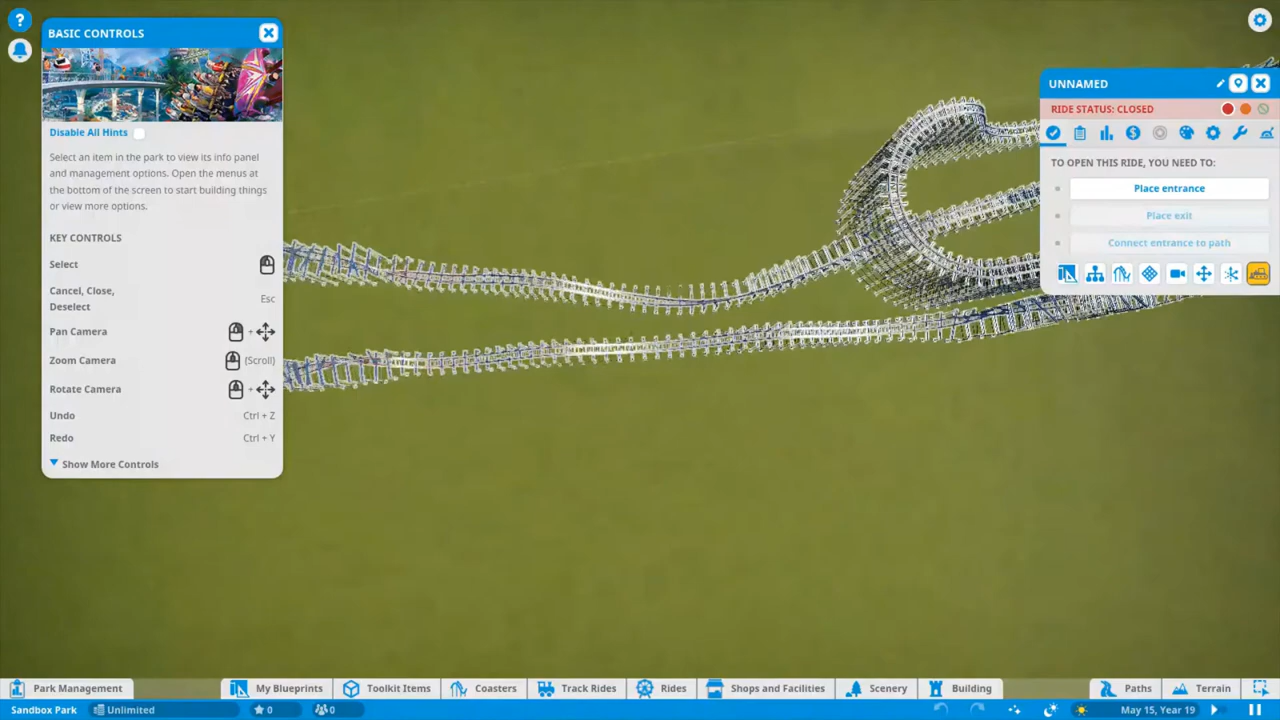 ?
BASIC CONTROLS
Disable All Hints
Select an item in the park to view its info panel
and management options. Open the menus at
the bottom of the screen to start building things
or view more options.
KEY CONTROLS
Select
Cancel, Close,
Deselect
Esc
Pan Camera
+
Zoom Camera
(Scroll)
Rotate Camera
+
Undo
Ctrl + Z
Redo
Ctrl + Y
Show More Controls
UNNAMED
RIDE STATUS: CLOSED
TO OPEN THIS RIDE, YOU NEED TO:
Place entrance
Place exit
Connect entrance to path
Park Management
My Blueprints
Toolkit Items
Coasters
Track Rides
Rides
Shops and Facilities
Scenery
Building
Paths
Terrain
Sandbox Park
Unlimited
0
0
May 15, Year 19